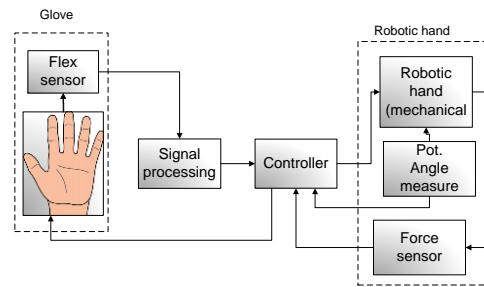 Glove
Robotic hand
Flex
sensor
Robotic
hand
(mechanical
Signal
processing
Controller
Pot.
Angle
measure
Force
sensor